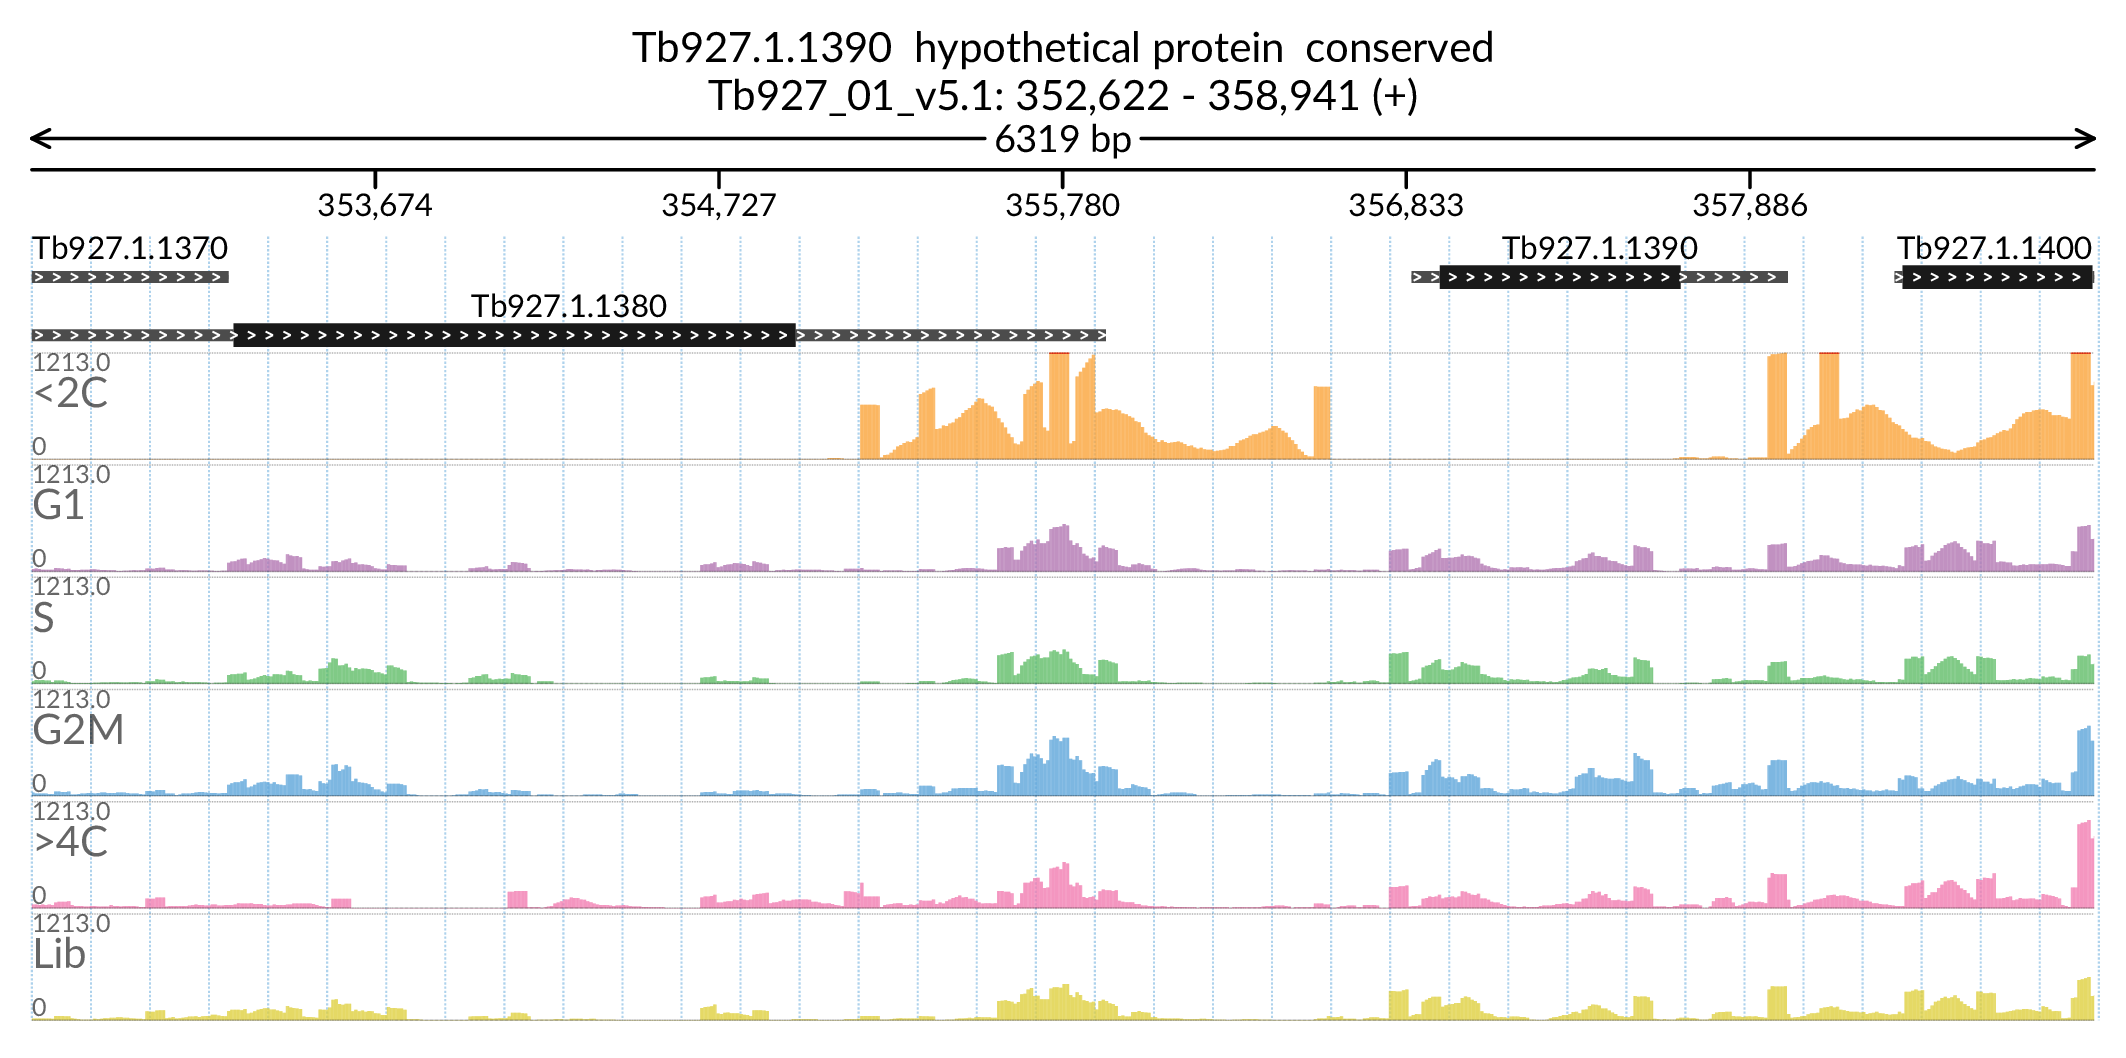 Tb927.1.1390 hypothetical protein conserved
Tb927_01_v5.1: 352,622 - 358,941 (+)
6319 bp
353,674 354,727 355,780 356,833 357,886
Tb927.1.1370 Tb927.1.1390 Tb927.1.1400
Tb927.1.1380
1213.0
<2C
0
1213.0
G1
0
1213.0
S
0
1213.0
G2M
0
1213.0
>4C
0
1213.0
Lib
0